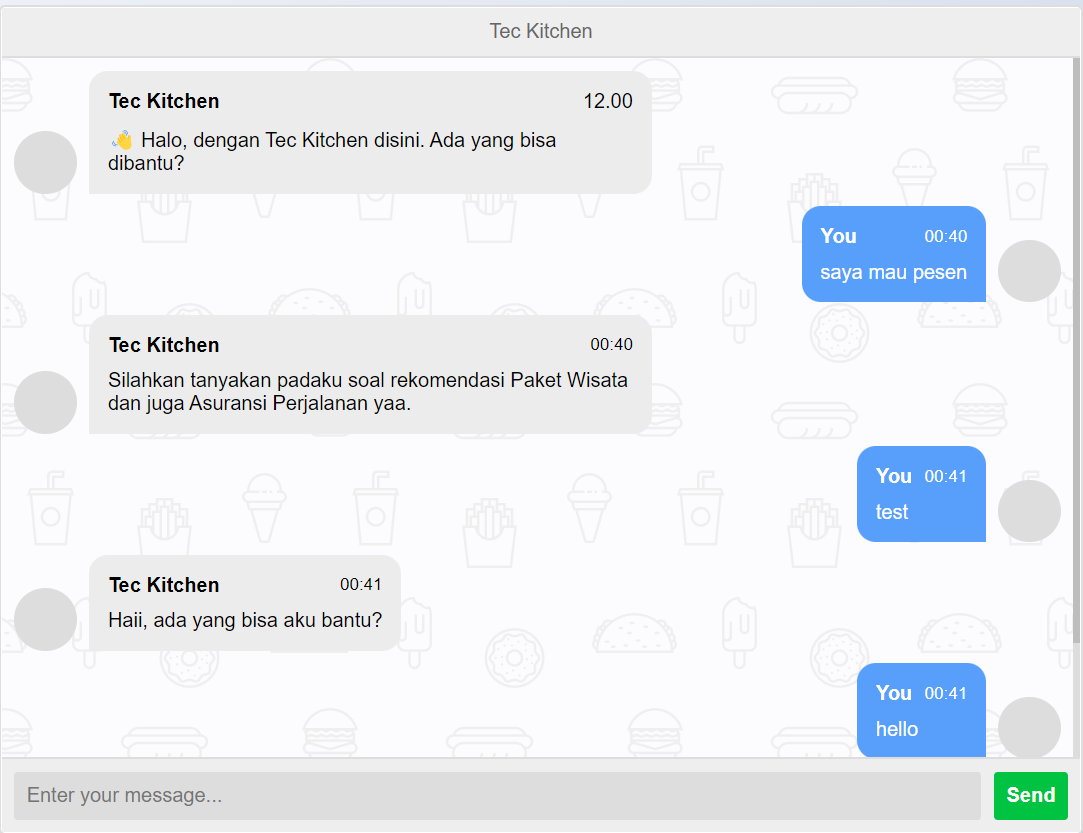 Tec Kitchen
Tec Kitchen 12.00
👋 Halo, dengan Tec Kitchen disini. Ada yang bisa
dibantu?
You 00:40
saya mau pesen
Tec Kitchen 00:40
Silahkan tanyakan padaku soal rekomendasi Paket Wisata
dan juga Asuransi Perjalanan yaa.
You 00:41
test
Tec Kitchen 00:41
Haii, ada yang bisa aku bantu?
You 00:41
hello
Enter your message...
Send